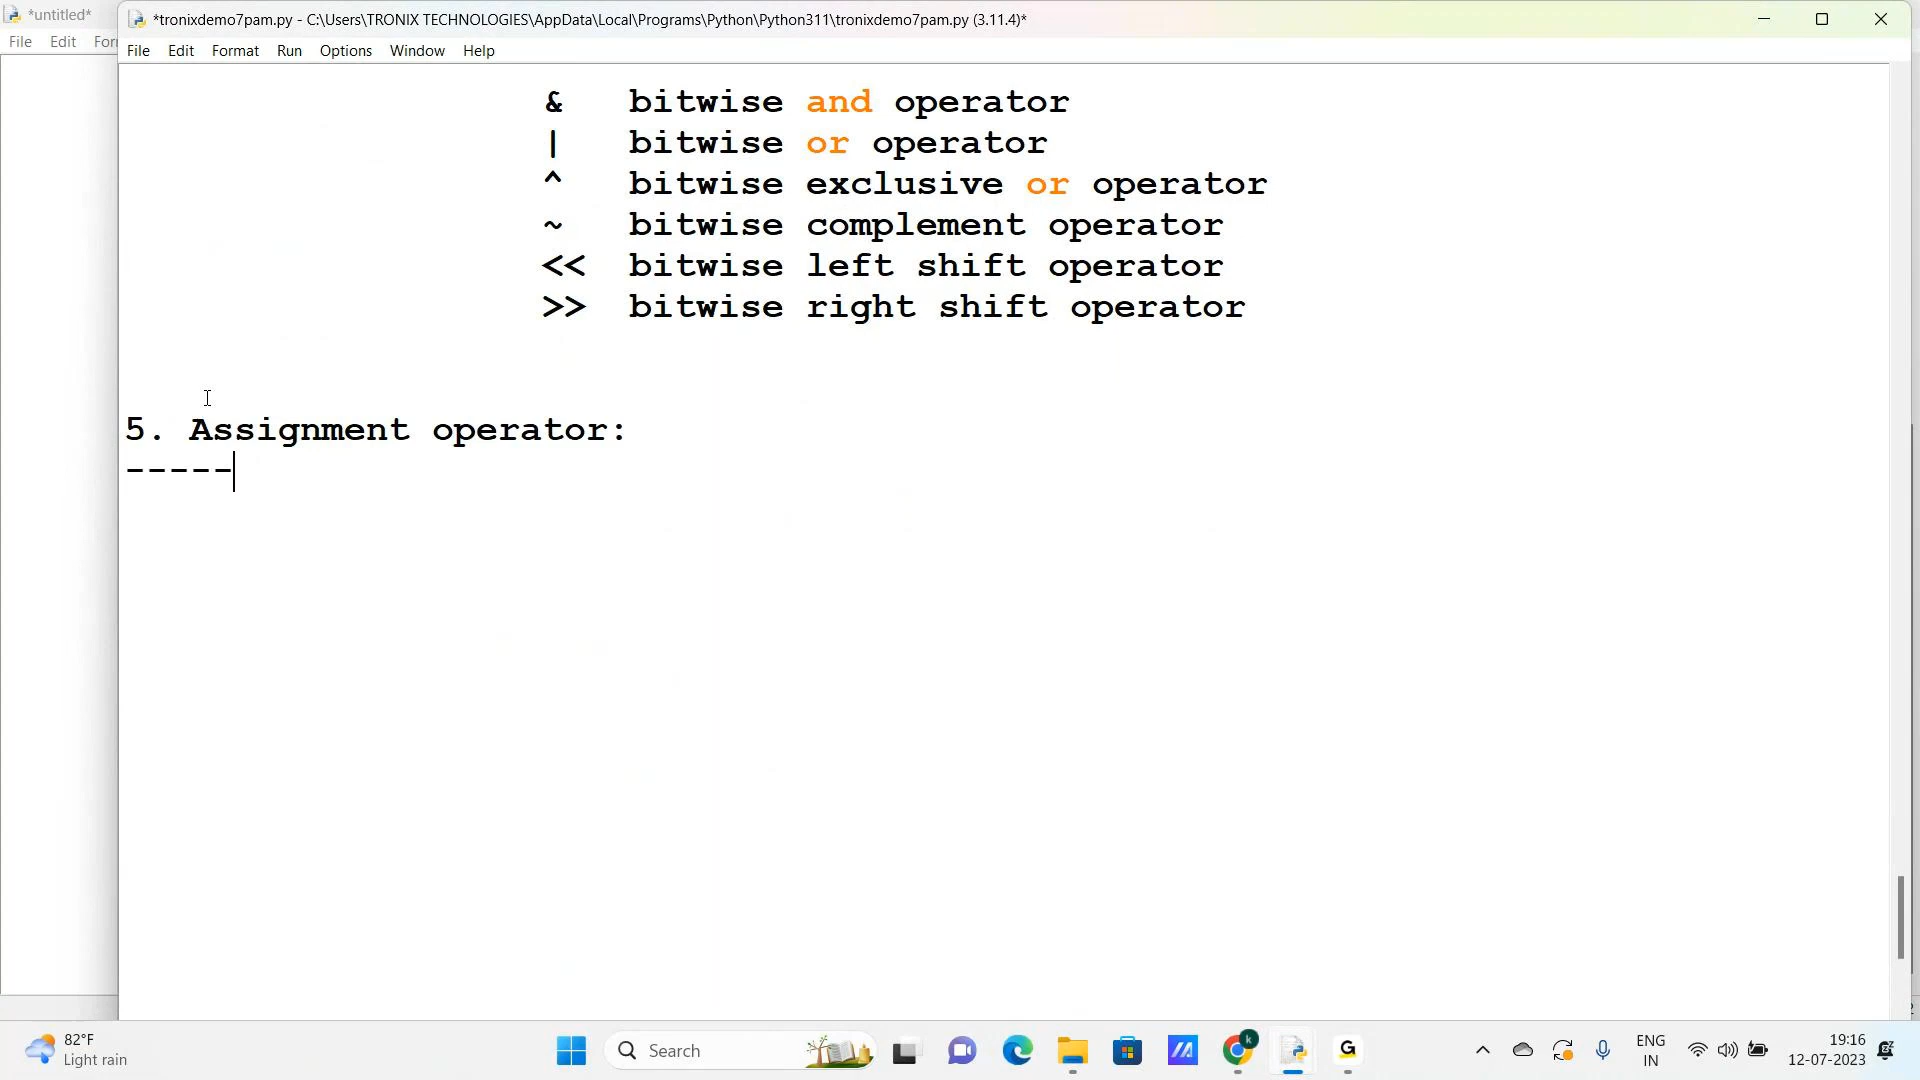 *untitled*
File Edit For
*tronixdemo7pam.py - C:\Users\TRONIX TECHNOLOGIES\AppData\Local\Programs\Python\Python311\tronixdemo7pam.py (3.11.4)*
File Edit Format Run Options Window Help
& bitwise and operator
| bitwise or operator
^ bitwise exclusive or operator
~ bitwise complement operator
<< bitwise left shift operator
>> bitwise right shift operator
5. Assignment operator:
-----
82°F
Light rain
Search
ENG
IN
19:16
12-07-2023